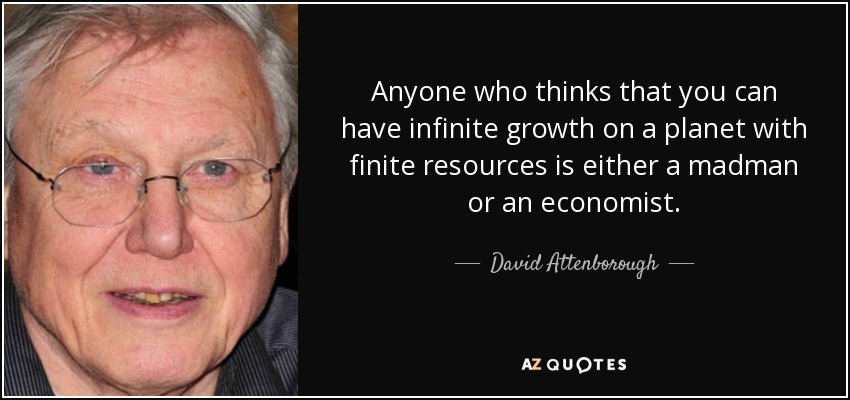 Anyone who thinks that you can
have infinite growth on a planet with
finite resources is either a madman
or an economist.
David Attenborough
AZ QUOTES